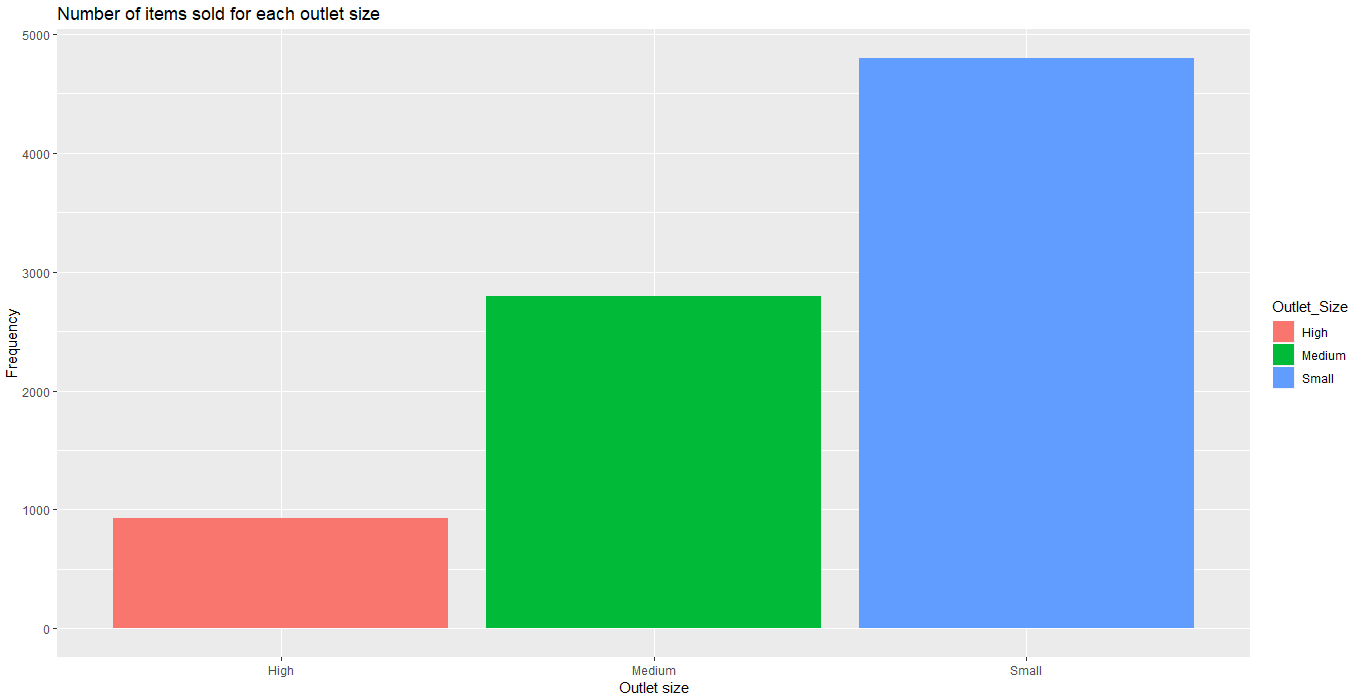 Number of items sold for each outlet size
5000
4000
3000
2000
1000
0
Frequency
High
Medium
Small
Outlet size
Outlet_Size
High
Medium
Small